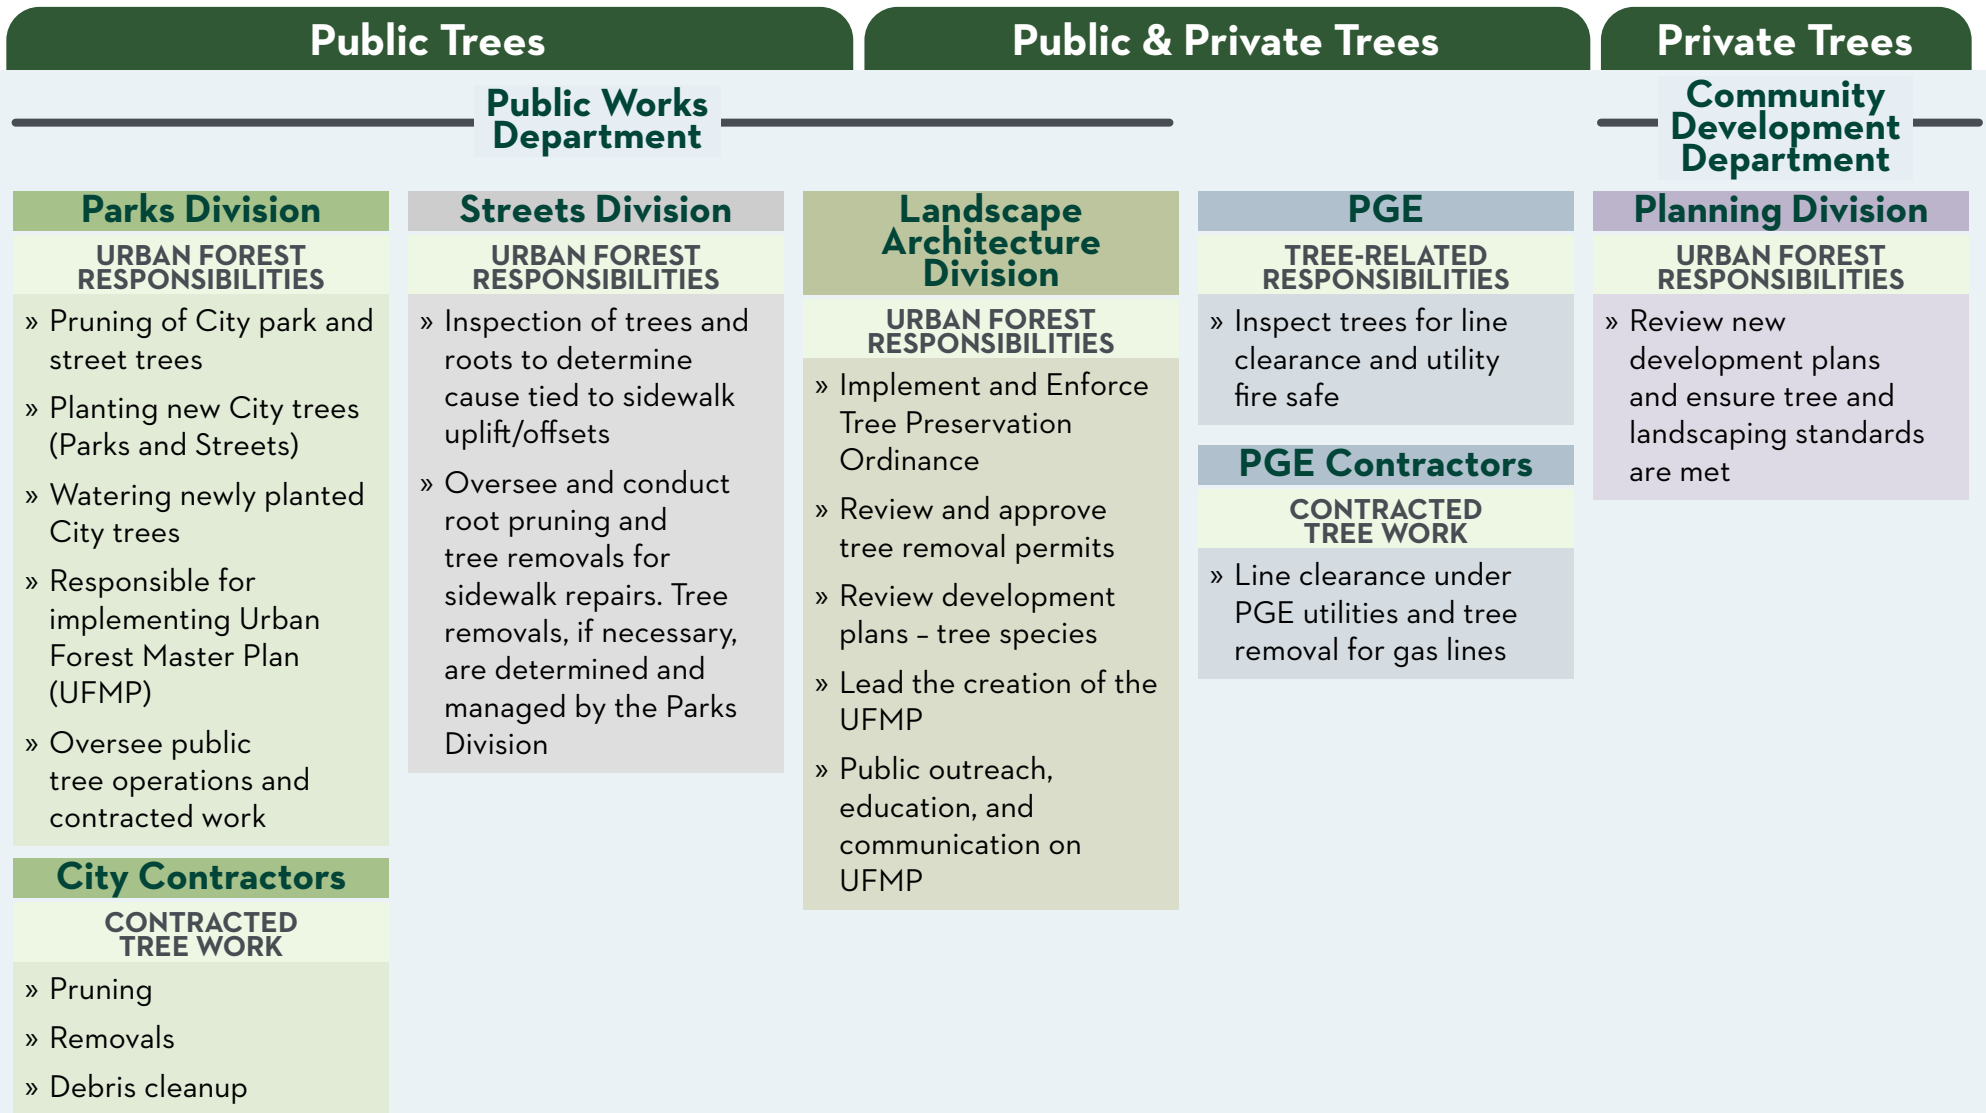 Public Trees
Public & Private Trees
Private Trees
Public Works
Department
Community
Development
Department
Parks Division
URBAN FOREST
RESPONSIBILITIES
» Pruning of City park and
street trees
» Planting new City trees
(Parks and Streets)
» Watering newly planted
City trees
» Responsible for
implementing Urban
Forest Master Plan
(UFMP)
» Oversee public
tree operations and
contracted work
City Contractors
CONTRACTED
TREE WORK
» Pruning
» Removals
» Debris cleanup
Streets Division
URBAN FOREST
RESPONSIBILITIES
» Inspection of trees and
roots to determine
cause tied to sidewalk
uplift/offsets
» Oversee and conduct
root pruning and
tree removals for
sidewalk repairs. Tree
removals, if necessary,
are determined and
managed by the Parks
Division
Landscape
Architecture
Division
URBAN FOREST
RESPONSIBILITIES
» Implement and Enforce
Tree Preservation
Ordinance
» Review and approve
tree removal permits
» Review development
plans – tree species
» Lead the creation of the
UFMP
» Public outreach,
education, and
communication on
UFMP
PGE
TREE-RELATED
RESPONSIBILITIES
» Inspect trees for line
clearance and utility
fire safe
PGE Contractors
CONTRACTED
TREE WORK
» Line clearance under
PGE utilities and tree
removal for gas lines
Planning Division
URBAN FOREST
RESPONSIBILITIES
» Review new
development plans
and ensure tree and
landscaping standards
are met